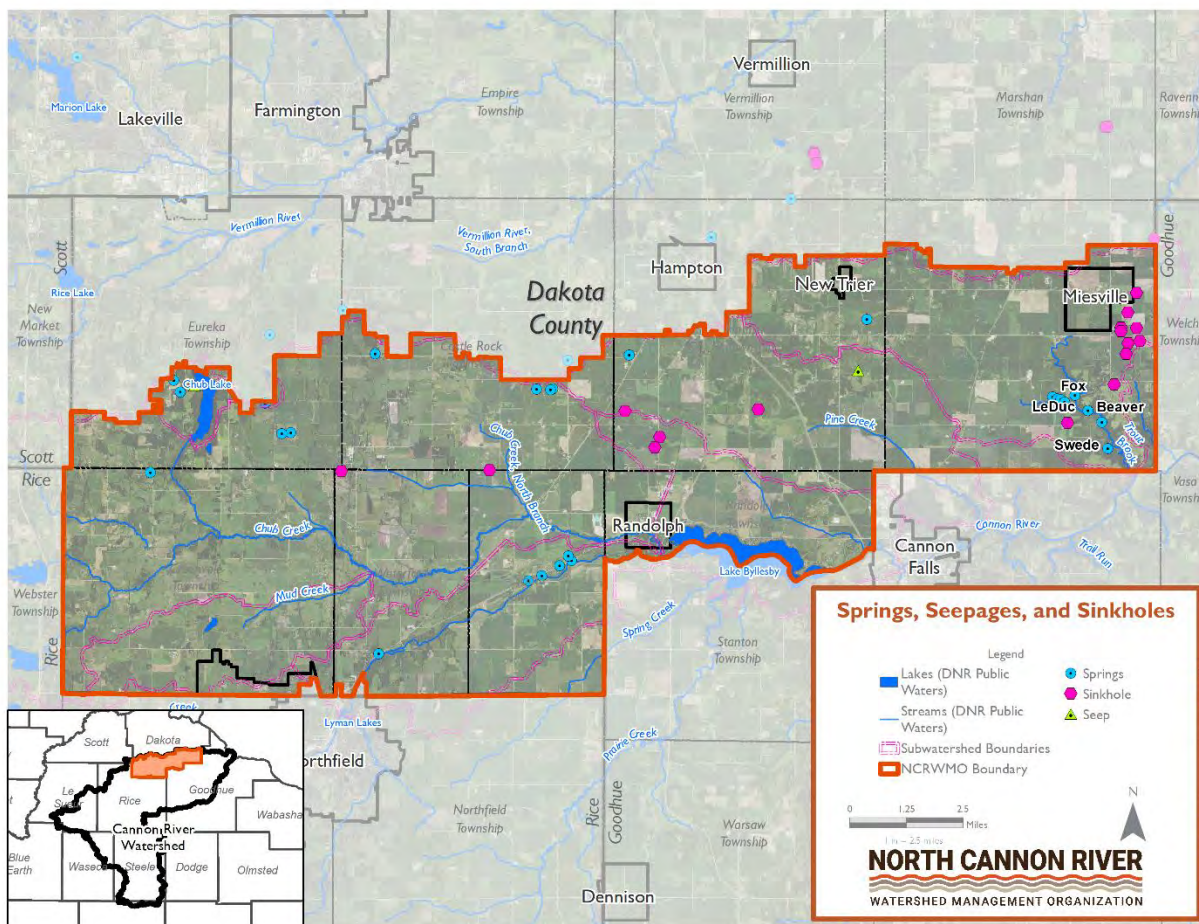 Vermillion
Marion Lake
Lakeville
Farmington
Empire
Township
Vermillion
Township
Marshan
Township
Township
Vermillion River
Vermillion River,
South Branch
Scott
Goodhue
Rice Lake
Hampton
New
Market
Township
Eureka
Township
Dakota
County
New Trier
Miesville
Township
Castle Rock
Chub Lake
Fox
LeDuc
Beaver
Swede
Trout
Brook
Pine Creek
Chub Creek, North Branch
Scott
Rice
Chub Creek
Randolph
Vasa
Cannon River
Cannon
Falls
Trail Run
Lake Byllesby
Mud Creek
Webster
Township
Spring Creek
Stanton
Township
Rice
Creek
Lyman Lakes
Prairie Creek
Northfield
Township
Rice
Goodhue
Warsaw
Township
Dennison
Springs, Seepages, and Sinkholes
Legend
Lakes (DNR Public
Waters)
Streams (DNR Public
Waters)
Subwatershed Boundaries
NCRWMO Boundary
Springs
Sinkhole
Seep
0 1.25 2.5
Miles
N
NORTH CANNON RIVER
WATERSHED MANAGEMENT ORGANIZATION
Scott
Dakota
Le
Sueur
Rice
Goodhue
Wabasha
Cannon River
Watershed
Blue
Earth
Waseca
Steele
Dodge
Olmsted